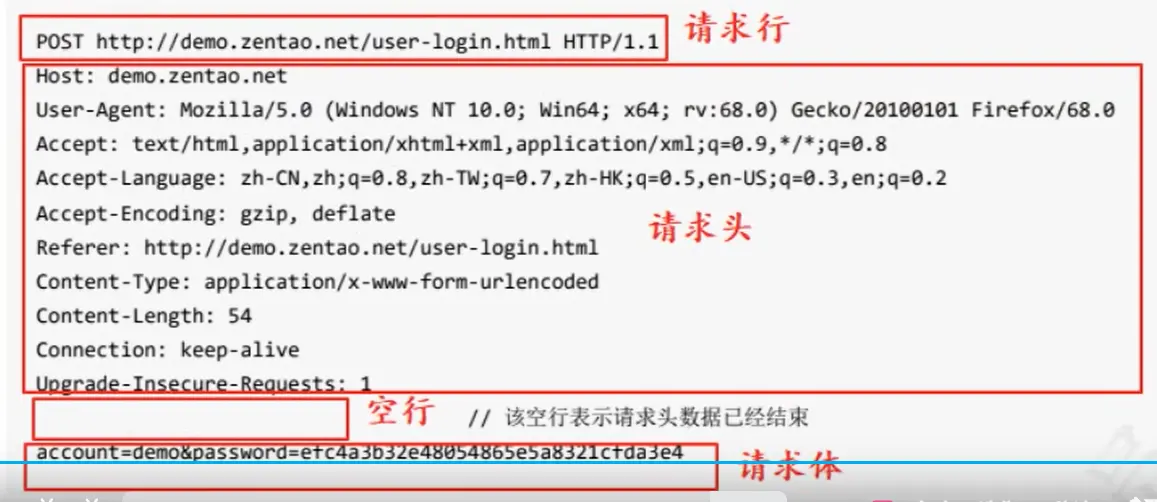 POST http://demo.zentao.net/user-login.html HTTP/1.1 请求行
Host: demo.zentao.net
User-Agent: Mozilla/5.0 (Windows NT 10.0; Win64; x64; rv:68.0) Gecko/20100101 Firefox/68.0
Accept: text/html,application/xhtml+xml,application/xml;q=0.9,*/*;q=0.8
Accept-Language: zh-CN,zh;q=0.8,zh-TW;q=0.7,zh-HK;q=0.5,en-US;q=0.3,en;q=0.2
Accept-Encoding: gzip, deflate
请求头
Referer: http://demo.zentao.net/user-login.html
Content-Type: application/x-www-form-urlencoded
Content-Length: 54
Connection: keep-alive
Upgrade-Insecure-Requests: 1
空行 // 该空行表示请求头数据已经结束
account=demo&password=efc4a3b32e48054865e5a8321cfda3e4
请求体